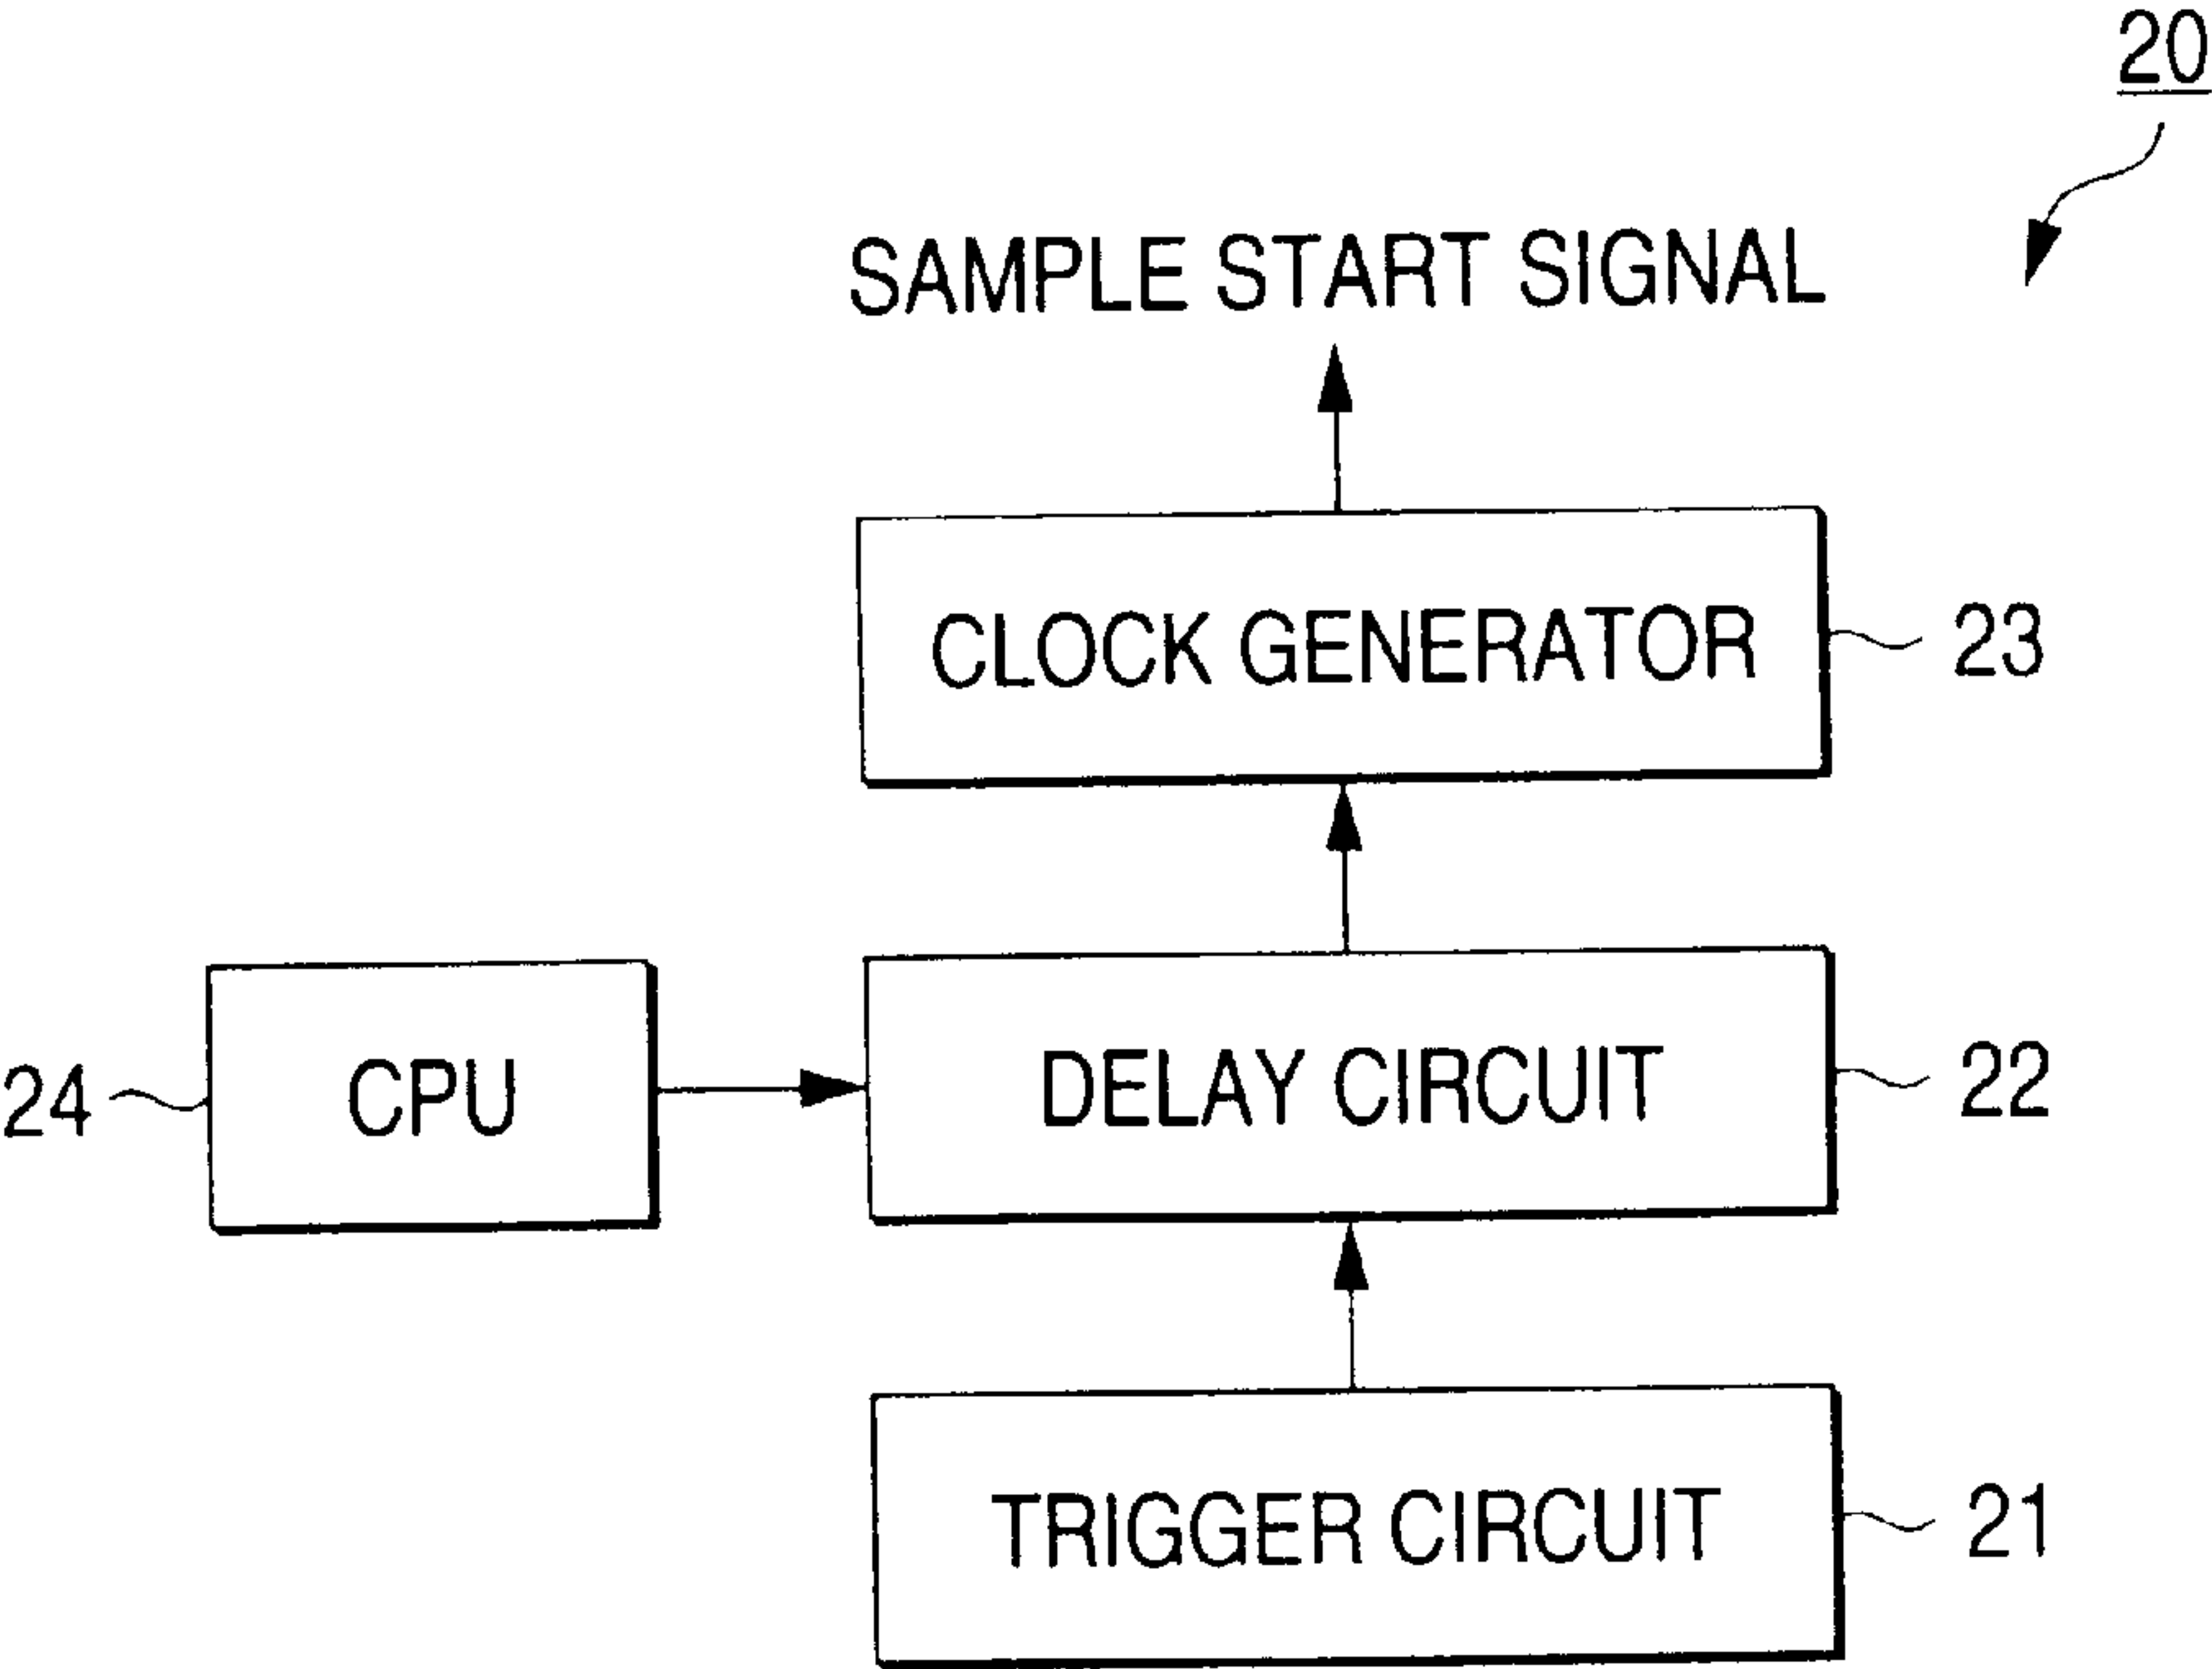 20
SAMPLE START SIGNAL
CLOCK GENERATOR
23
24
CPU
DELAY CIRCUIT
22
TRIGGER CIRCUIT
21